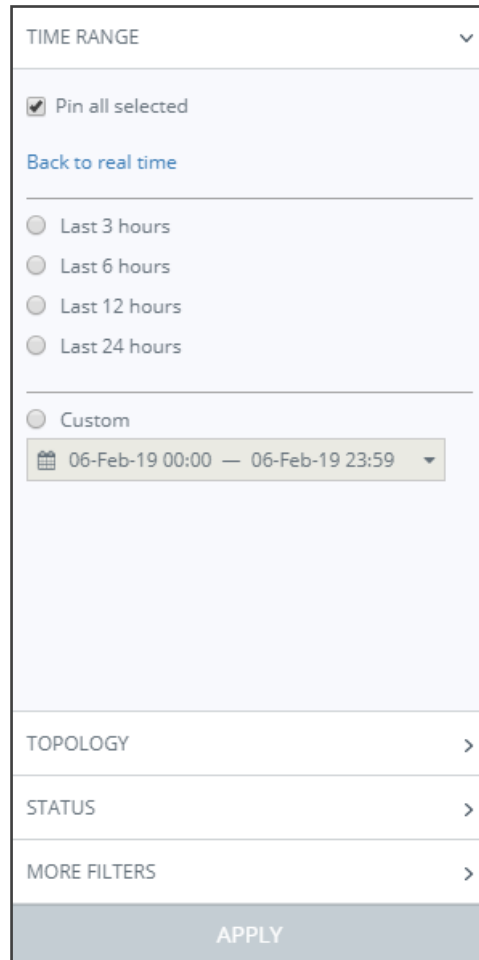 TIME RANGE
Pin all selected
Back to real time
Last 3 hours
Last 6 hours
Last 12 hours
Last 24 hours
Custom
06-Feb-19 00:00 — 06-Feb-19 23:59
TOPOLOGY
STATUS
MORE FILTERS
APPLY